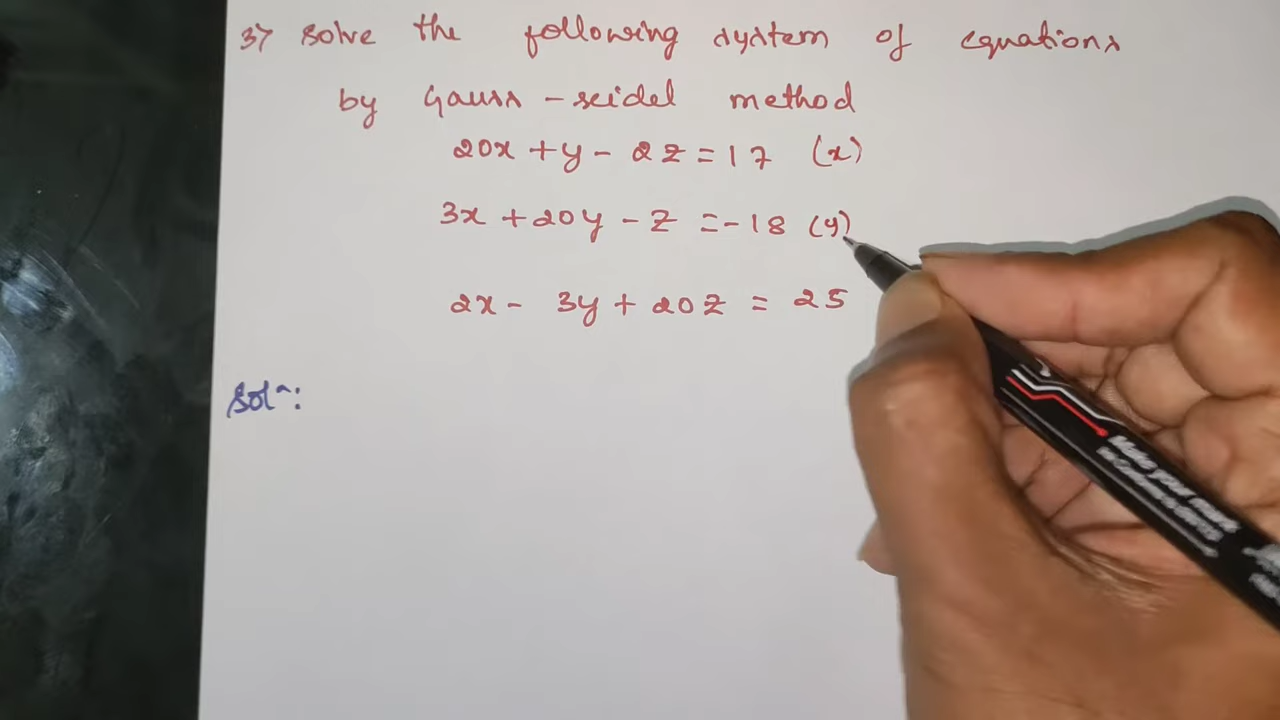 3> Solve the following system of equations
by Gauss - seidel method
20x + y - 2z = 17 (x)
3x + 20y - z = -18 (y)
2x - 3y + 20z = 25
Solⁿ: